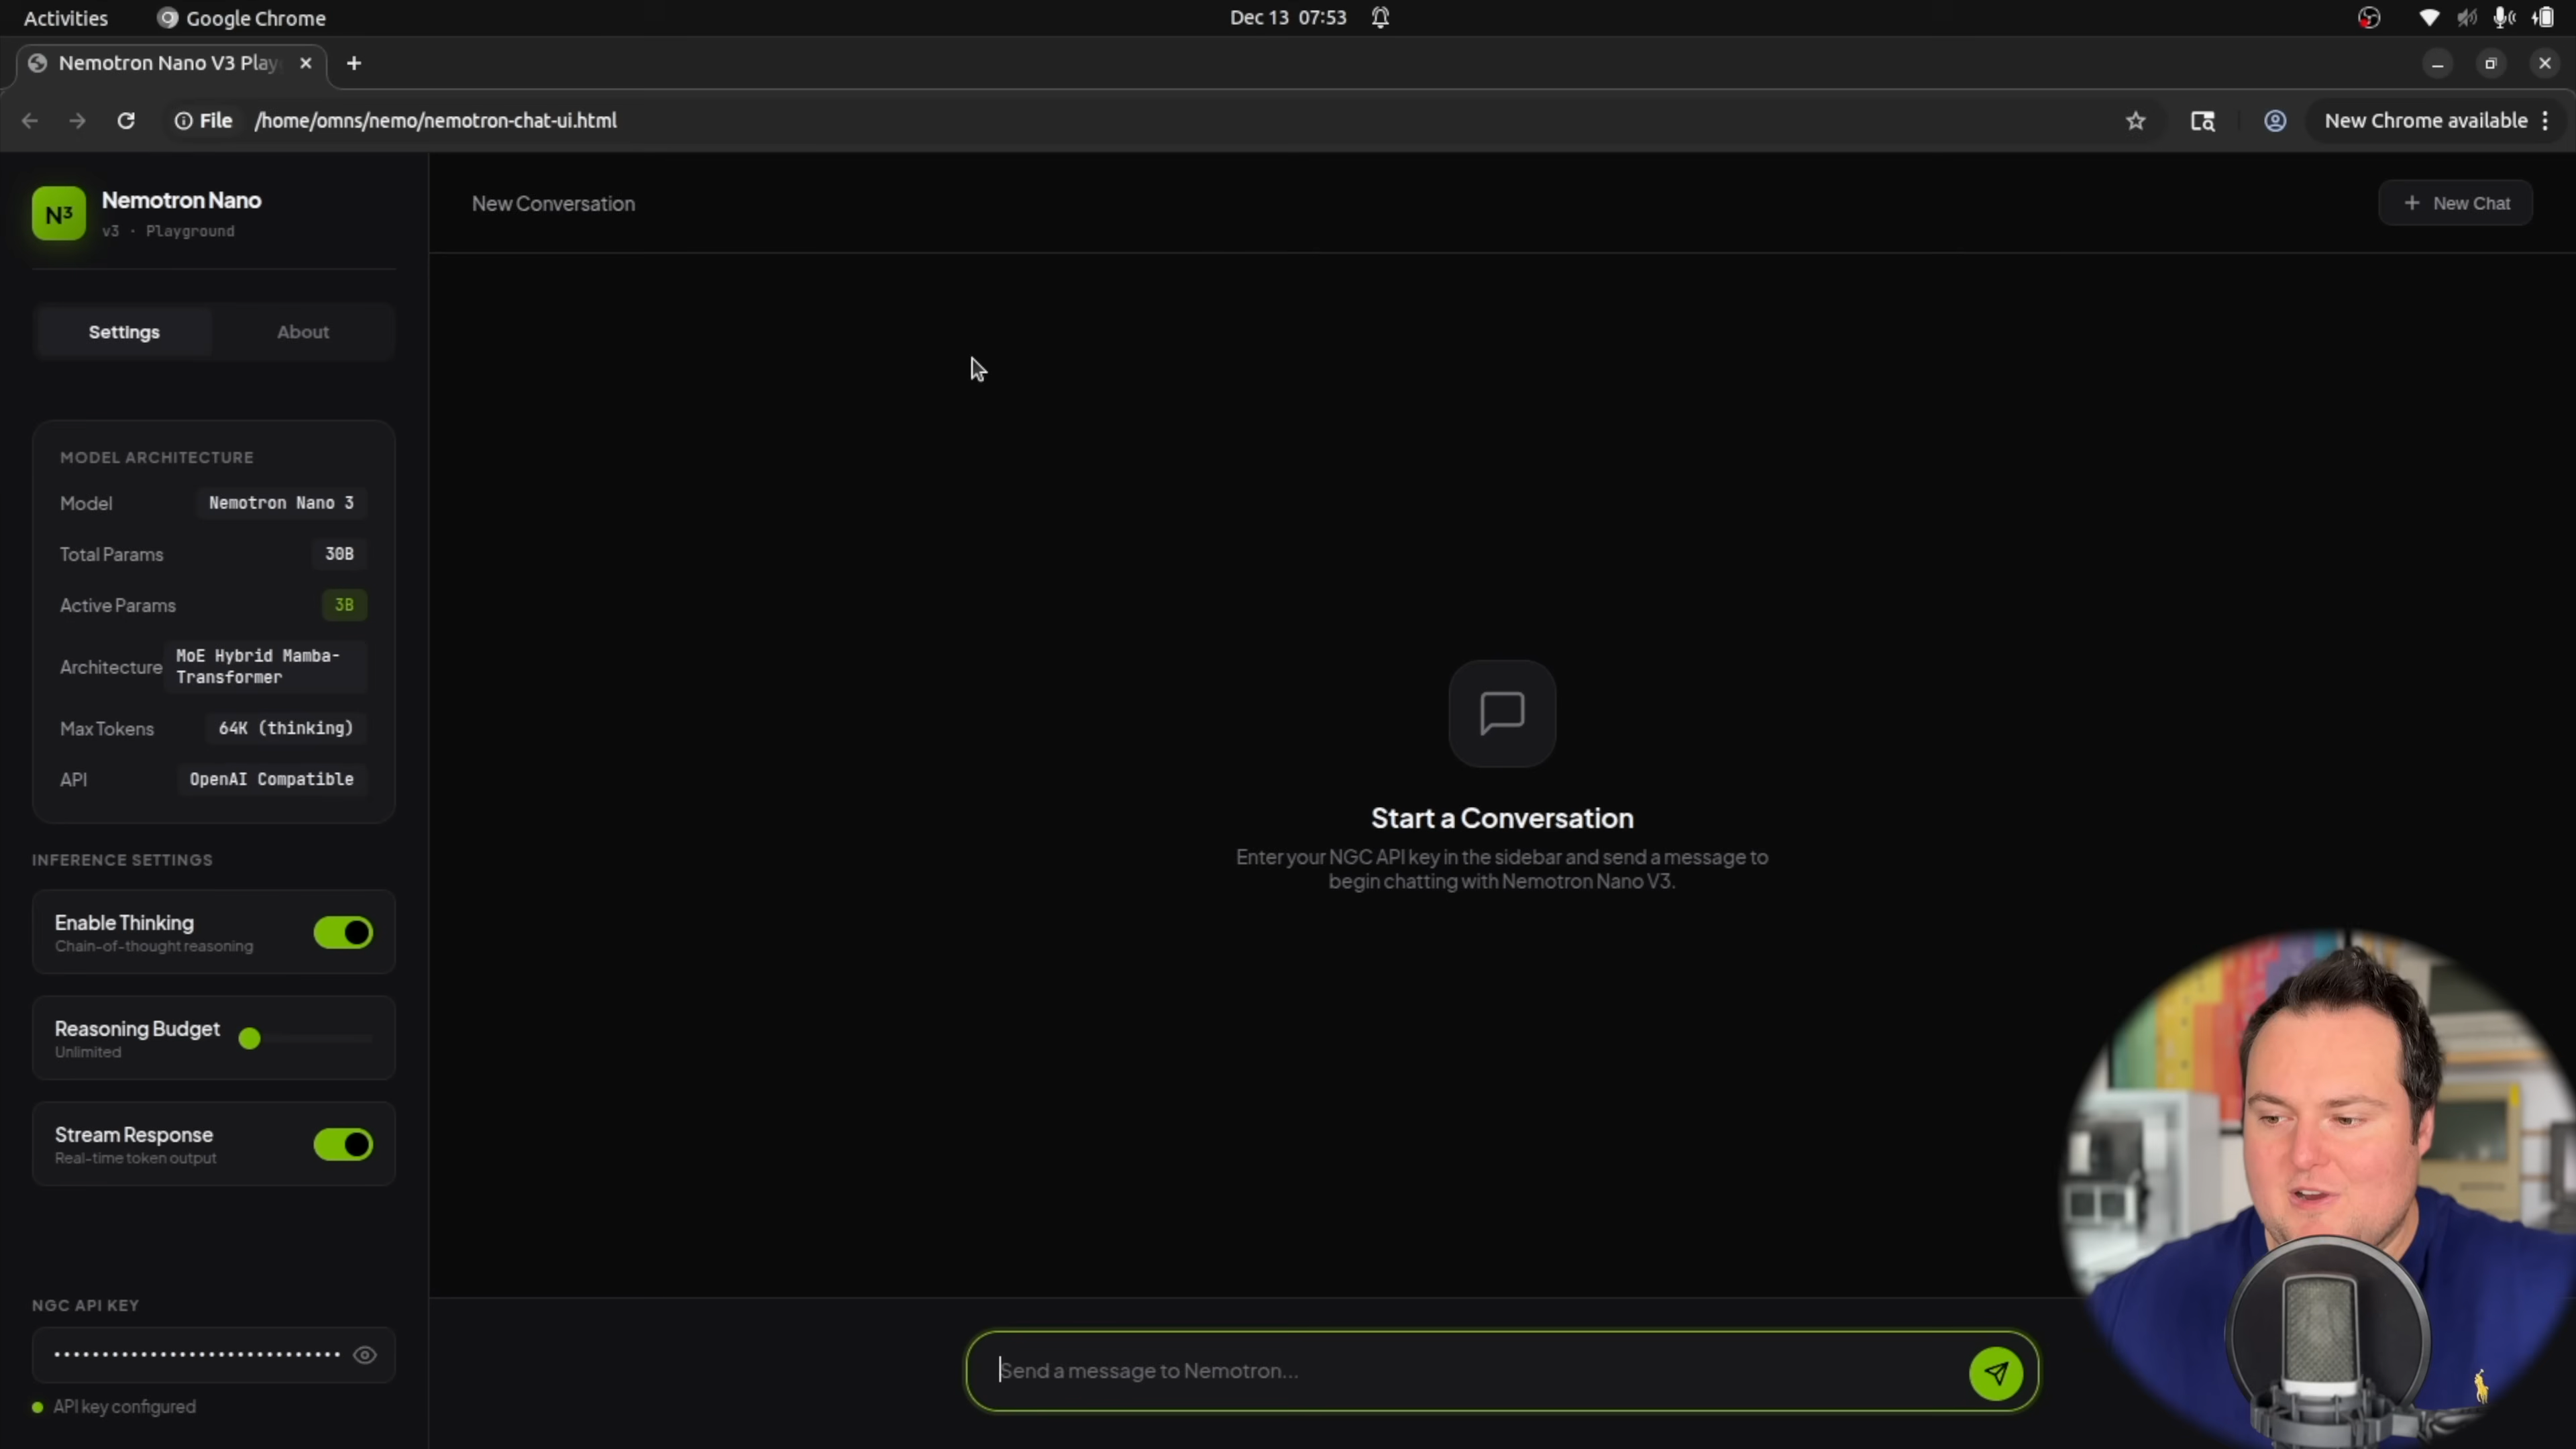 Activities
Google Chrome
Dec 13 07:53
Nemotron Nano V3 Play
File
/home/omns/nemo/nemotron-chat-ui.html
New Chrome available
N³
Nemotron Nano
v3 · Playground
Settings
About
MODEL ARCHITECTURE
Model
Nemotron Nano 3
Total Params
30B
Active Params
3B
Architecture
MoE Hybrid Mamba-
Transformer
Max Tokens
64K (thinking)
API
OpenAI Compatible
INFERENCE SETTINGS
Enable Thinking
Chain-of-thought reasoning
Reasoning Budget
Unlimited
Stream Response
Real-time token output
NGC API KEY
••••••••••••••••••••••••••••••
API key configured
New Conversation
+ New Chat
Start a Conversation
Enter your NGC API key in the sidebar and send a message to
begin chatting with Nemotron Nano V3.
Send a message to Nemotron...